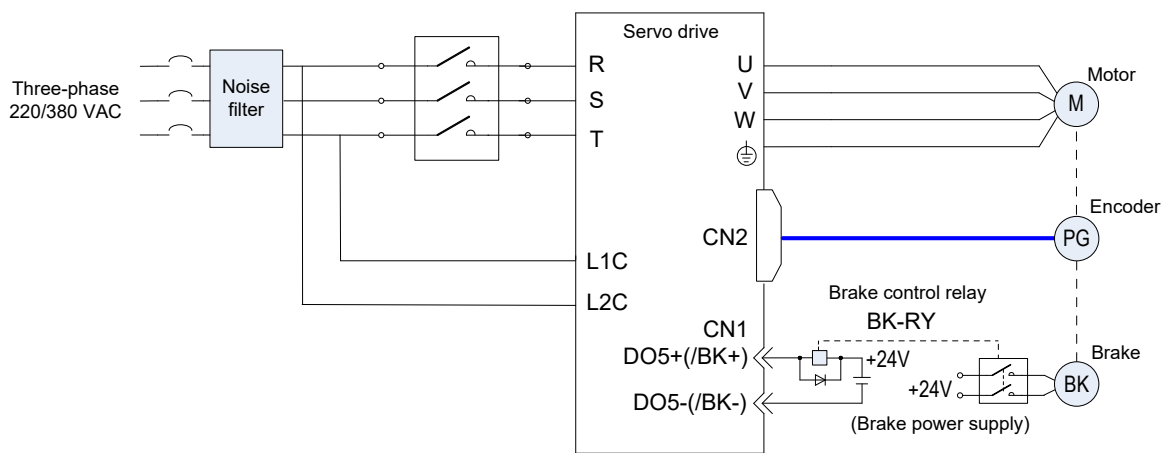 Servo drive
Three-phase
220/380 VAC
Noise
filter
R
S
T
U
V
W
Motor
M
Encoder
PG
CN2
L1C
L2C
Brake control relay
BK-RY
CN1
DO5+(/BK+)
+24V
Brake
BK
+24V
DO5-(/BK-)
(Brake power supply)